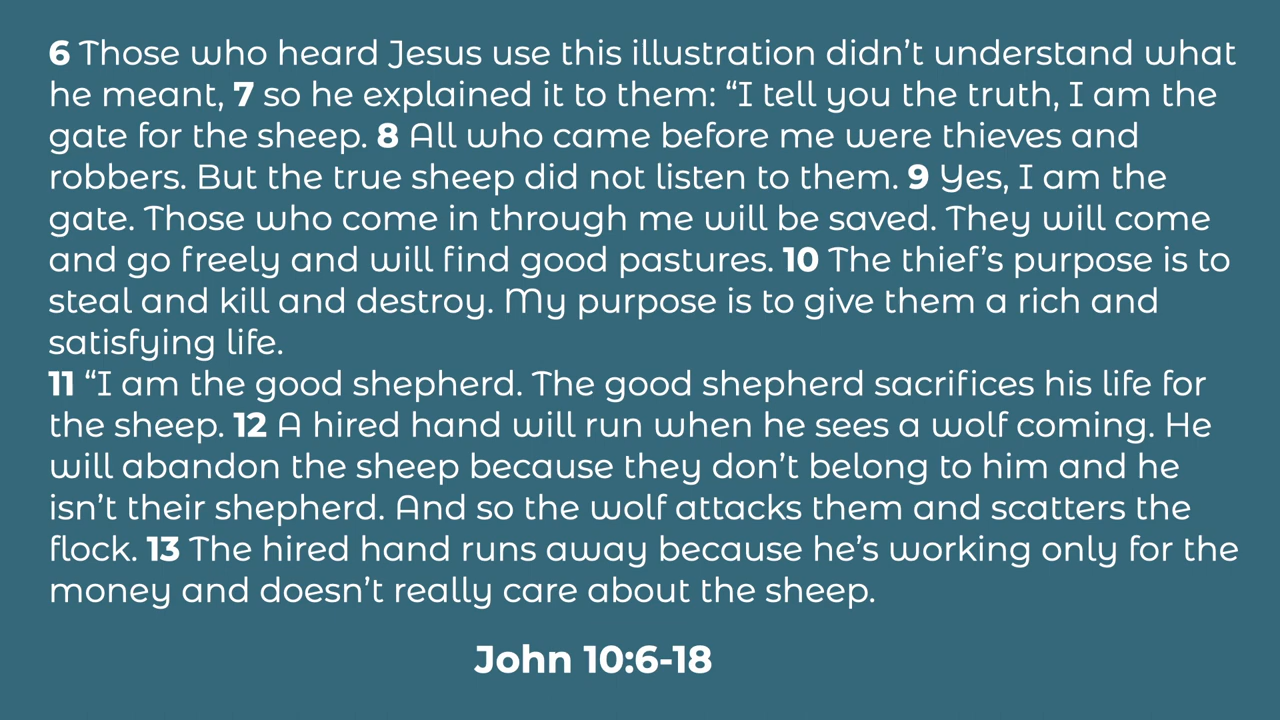 6 Those who heard Jesus use this illustration didn’t understand what
he meant, 7 so he explained it to them: “I tell you the truth, I am the
gate for the sheep. 8 All who came before me were thieves and
robbers. But the true sheep did not listen to them. 9 Yes, I am the
gate. Those who come in through me will be saved. They will come
and go freely and will find good pastures. 10 The thief’s purpose is to
steal and kill and destroy. My purpose is to give them a rich and
satisfying life.
11 “I am the good shepherd. The good shepherd sacrifices his life for
the sheep. 12 A hired hand will run when he sees a wolf coming. He
will abandon the sheep because they don’t belong to him and he
isn’t their shepherd. And so the wolf attacks them and scatters the
flock. 13 The hired hand runs away because he’s working only for the
money and doesn’t really care about the sheep.
John 10:6-18